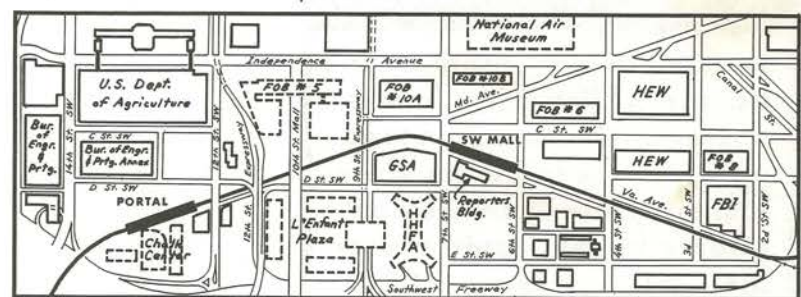 National Air
Museum
Independence Avenue
U.S. Dept.
of Agriculture
FOB # 5
FOB
# 10A
FOB # 10B
Md. Ave.
FOB # 6
HEW
Canal St.
Bur. of
Engr.
& Prtg.
14th St. SW
C St. SW
Bur. of Engr.
& Prtg. Annex
12th St. SW
Expressway
10th St. Mall
9th St. Expressway
SW MALL
C St. SW
GSA
HEW
FOB # 8
D St. SW
D St. SW
PORTAL
Reporters
Bldg.
Va. Ave.
FBI
Chalk
Center
12th St.
L'Enfant
Plaza
HHFA
7th St. SW
6th St. SW
4th St. SW
3rd St. SW
2nd St. SW
E St. SW
Southwest Freeway